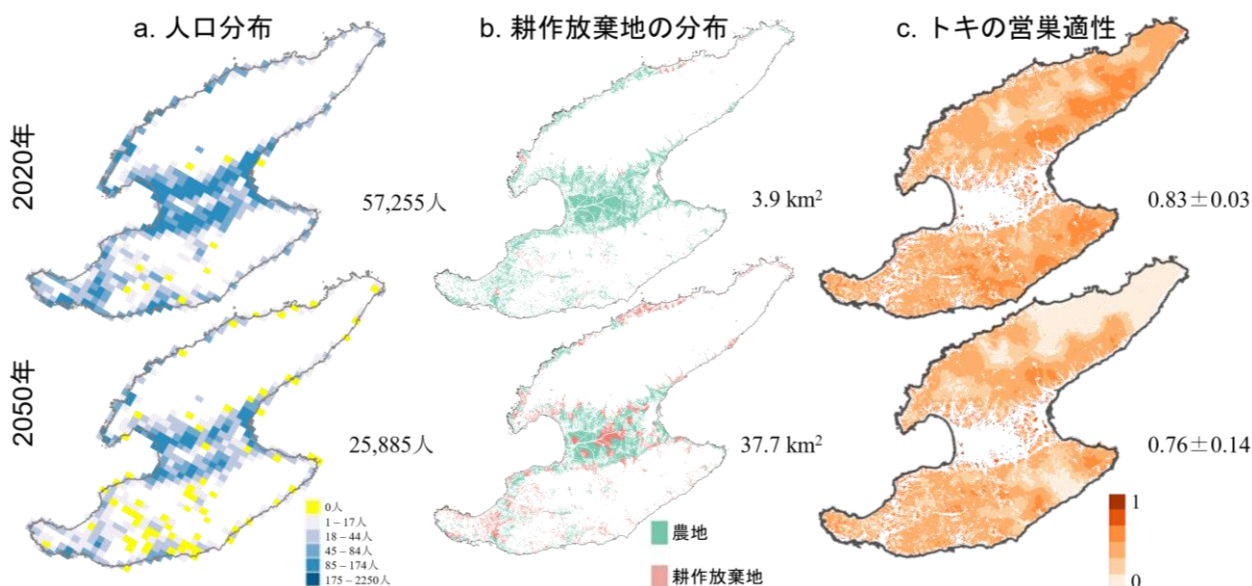 a. 人口分布
b. 耕作放棄地の分布
c. トキの営巣適性
2020年
57,255人
3.9 km²
0.83±0.03
2050年
25,885人
37.7 km²
0.76±0.14
0人
1 – 17人
18 – 44人
45 – 84人
85 – 174人
175 – 2250人
農地
耕作放棄地
1
0